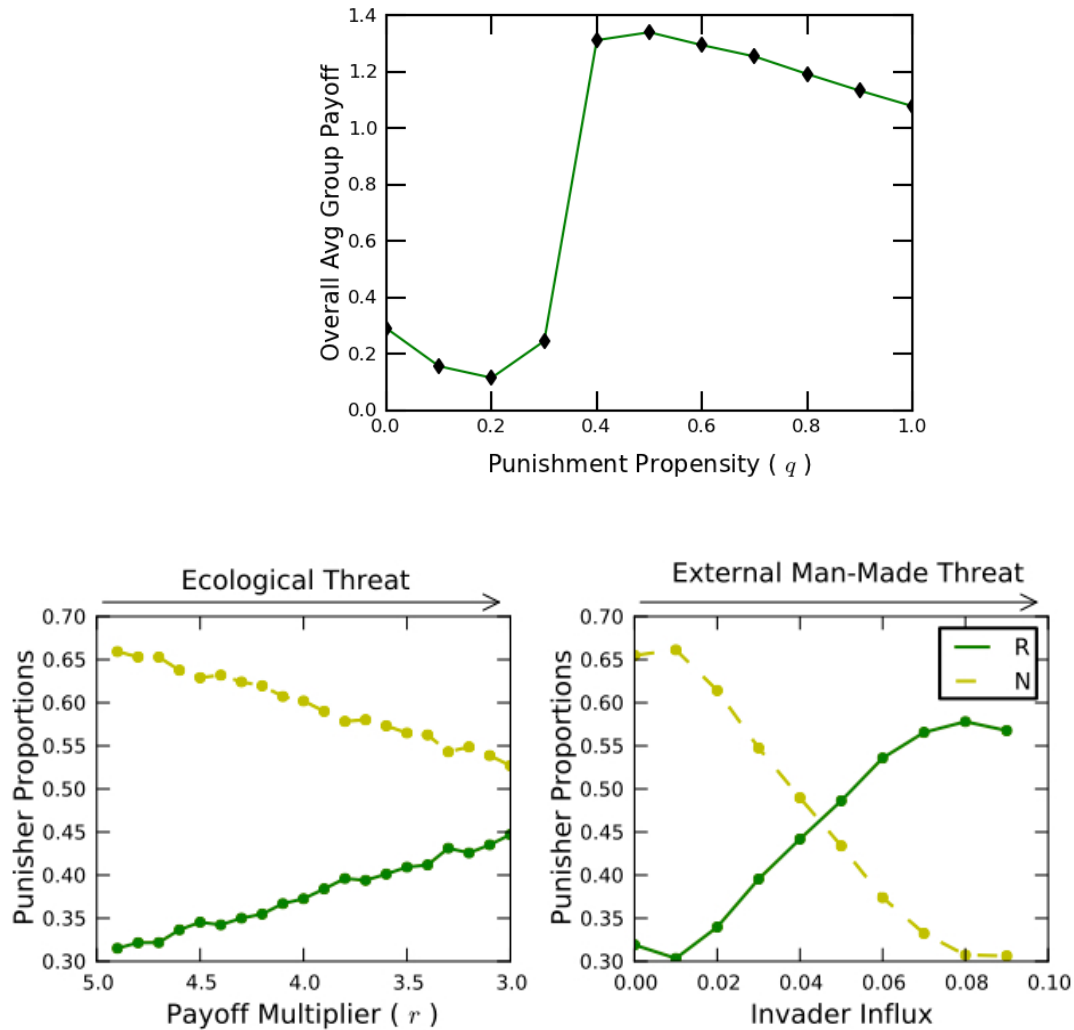 1.4
1.2
1.0
0.8
0.6
0.4
0.2
0.0
Overall Avg Group Payoff
0.0 0.2 0.4 0.6 0.8 1.0
Punishment Propensity ( q )
Ecological Threat
0.70
0.65
0.60
0.55
0.50
0.45
0.40
0.35
0.30
Punisher Proportions
5.0 4.5 4.0 3.5 3.0
Payoff Multiplier ( r )
External Man-Made Threat
0.70
0.65
0.60
0.55
0.50
0.45
0.40
0.35
0.30
Punisher Proportions
R
N
0.00 0.02 0.04 0.06 0.08 0.10
Invader Influx